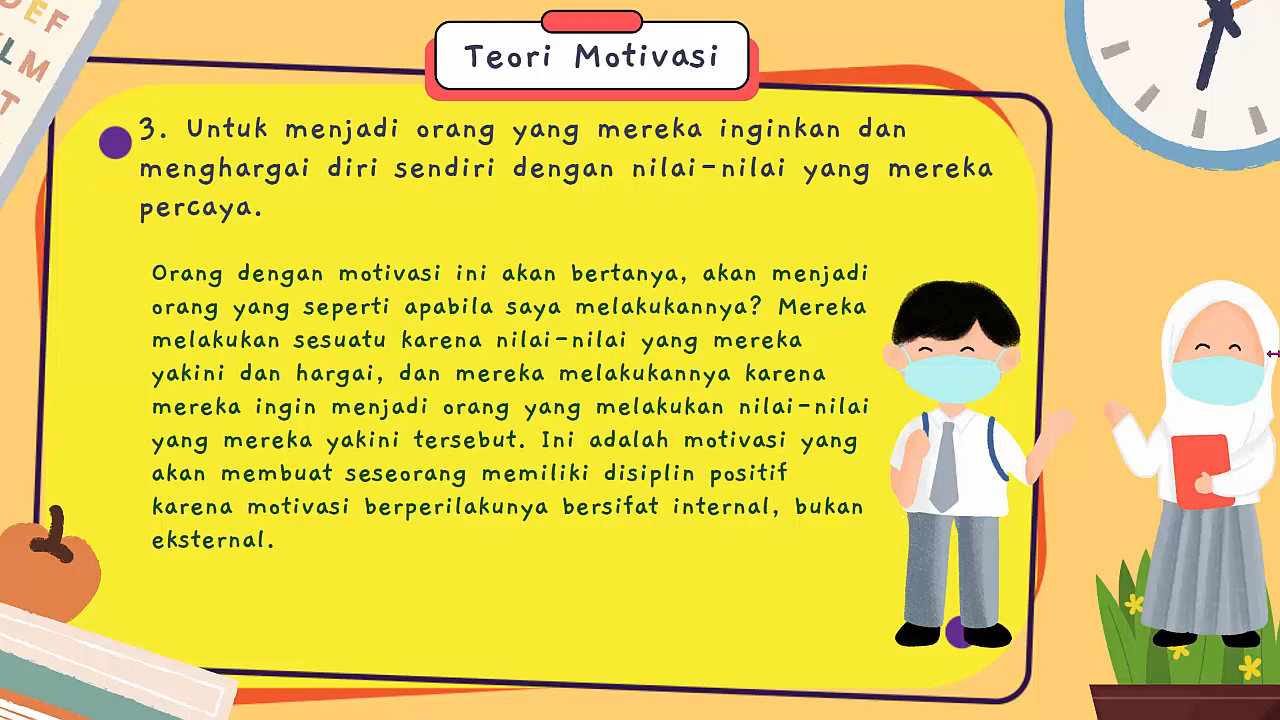 DEF
LM
T
Teori Motivasi
3. Untuk menjadi orang yang mereka inginkan dan
menghargai diri sendiri dengan nilai-nilai yang mereka
percaya.
Orang dengan motivasi ini akan bertanya, akan menjadi
orang yang seperti apabila saya melakukannya? Mereka
melakukan sesuatu karena nilai-nilai yang mereka
yakini dan hargai, dan mereka melakukannya karena
mereka ingin menjadi orang yang melakukan nilai-nilai
yang mereka yakini tersebut. Ini adalah motivasi yang
akan membuat seseorang memiliki disiplin positif
karena motivasi berperilakunya bersifat internal, bukan
eksternal.